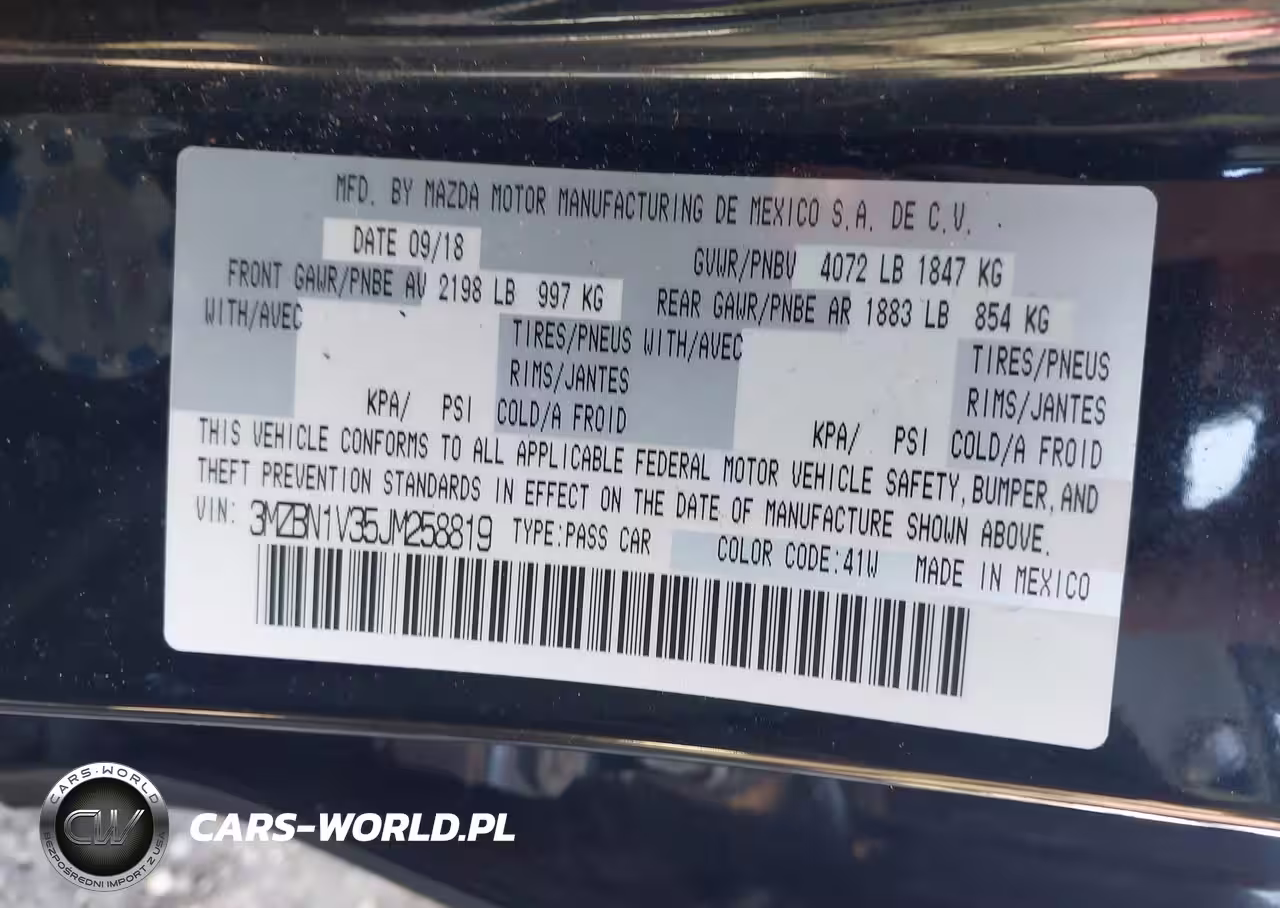 MFD. BY MAZDA MOTOR MANUFACTURING DE MEXICO S.A. DE C.V.
DATE 09/18 GVWR/PNBV 4072 LB 1847 KG
FRONT GAWR/PNBE AV 2198 LB 997 KG REAR GAWR/PNBE AR 1883 LB 854 KG
WITH/AVEC TIRES/PNEUS WITH/AVEC TIRES/PNEUS
RIMS/JANTES RIMS/JANTES
KPA/ PSI COLD/A FROID KPA/ PSI COLD/A FROID
THIS VEHICLE CONFORMS TO ALL APPLICABLE FEDERAL MOTOR VEHICLE SAFETY, BUMPER, AND
THEFT PREVENTION STANDARDS IN EFFECT ON THE DATE OF MANUFACTURE SHOWN ABOVE.
VIN: 3MZBN1V35JM258819 TYPE:PASS CAR COLOR CODE:41W MADE IN MEXICO
CARS-WORLD
CW
BEZPOŚREDNI IMPORT Z USA
CARS-WORLD.PL